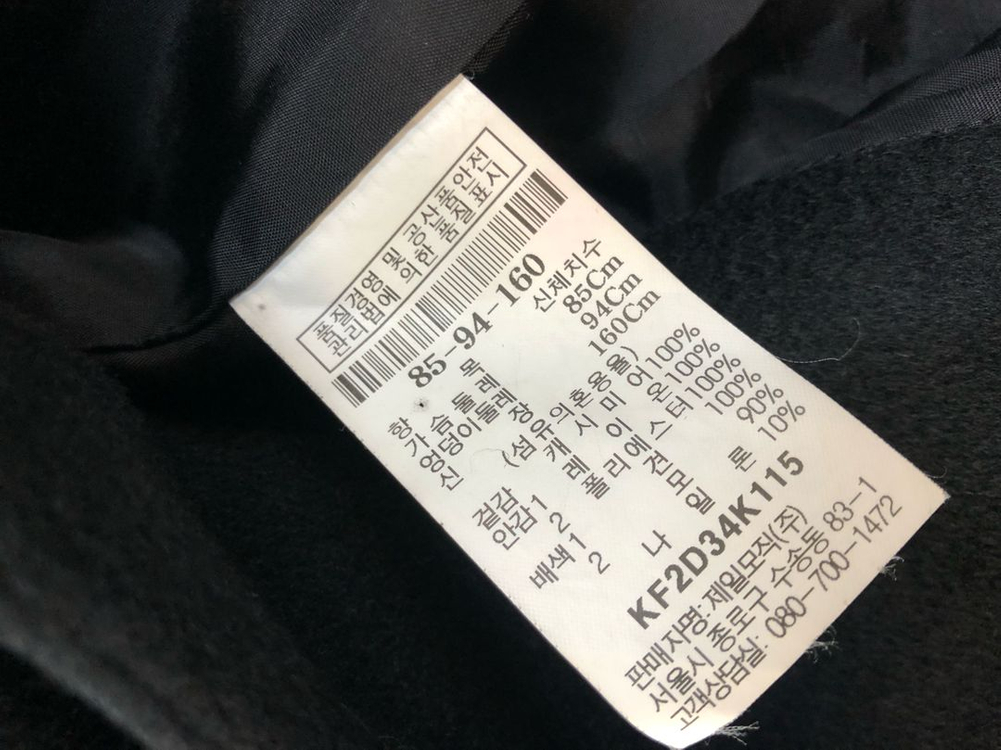 품질경영 및 공산품안전
관리법에 의한 품질표시
85-94-160
항목 신체치수
가슴둘레 85Cm
엉덩이둘레 94Cm
신장 160Cm
(섬유의혼용율)
겉감 캐시미어 100%
안감1 레이온 100%
2 폴리에스터 100%
배색1 견 100%
2 모 90%
나일론 10%
KF2D34K115
판매자명: 제일모직(주)
서울시 종로구 수송동 83-1
고객상담실: 080-700-1472